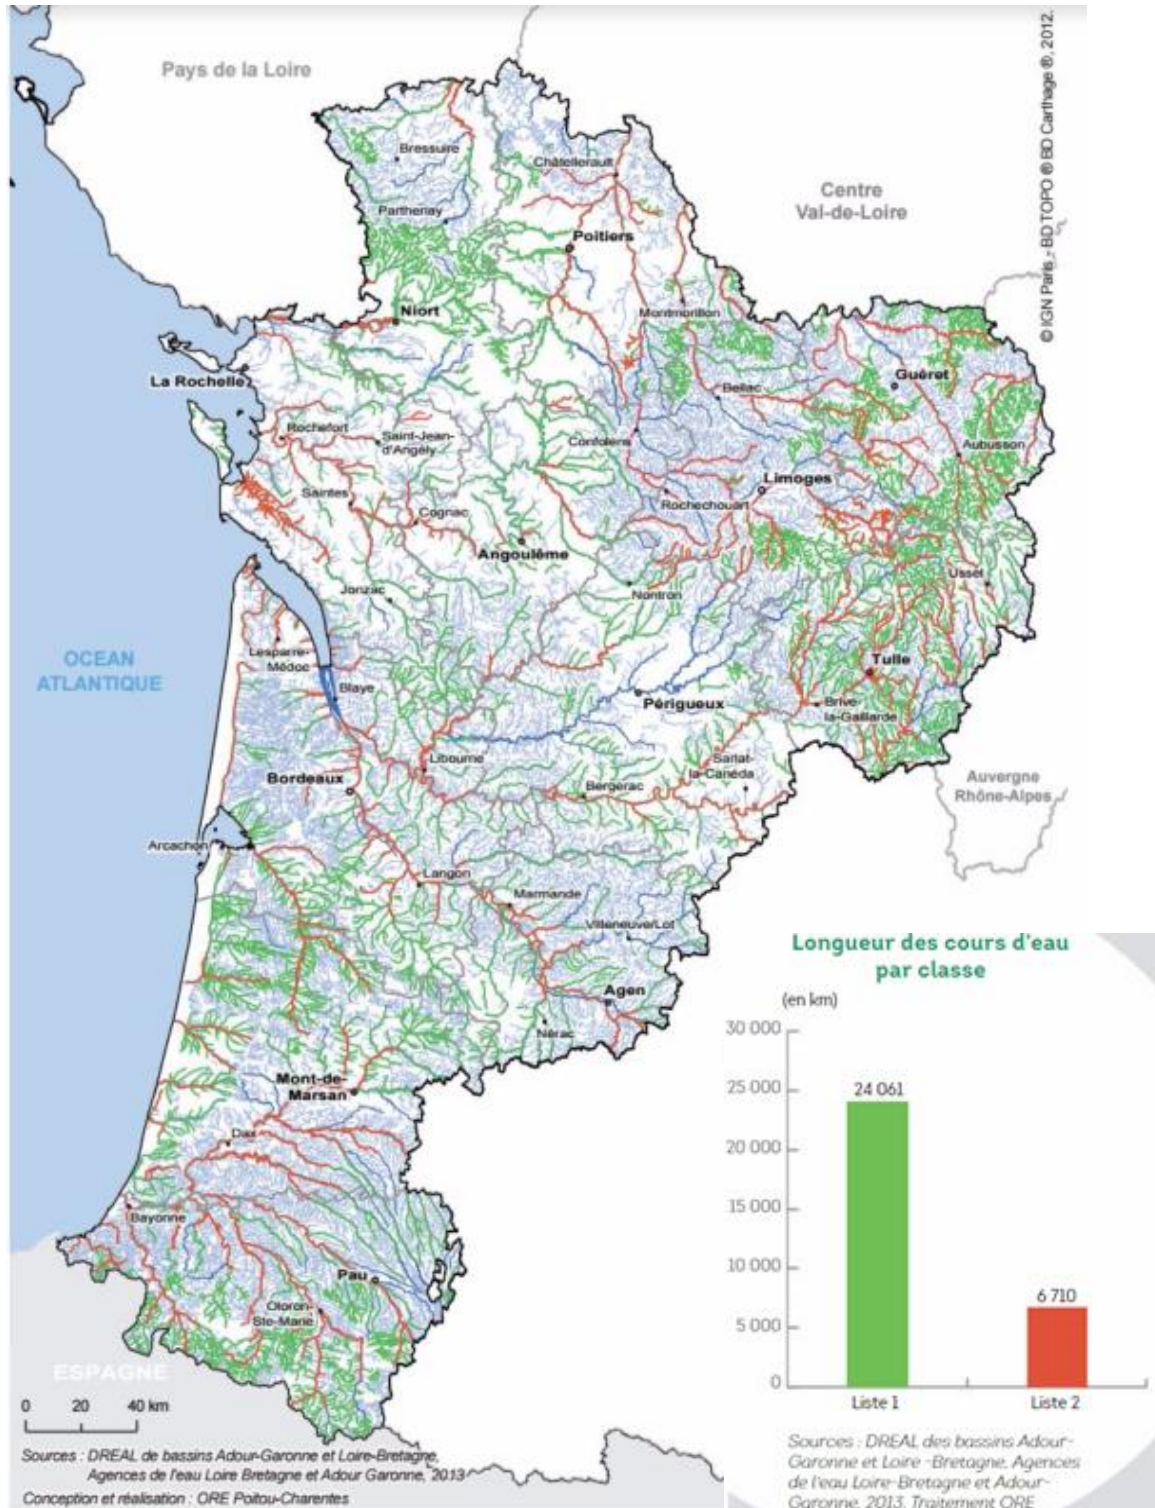 © IGN Paris - BD TOPO ® BD Carthage ®, 2012.
Pays de la Loire
Bressuire
Châtellerault
Centre
Val-de-Loire
Parthenay
Poitiers
Niort
Montmorillon
La Rochelle
Guéret
Bellac
Rochefort
Saint-Jean-
d'Angély
Confolens
Aubusson
Limoges
Saintes
Rochechouart
Cognac
Angoulême
Ussel
Jonzac
Nontron
OCEAN
ATLANTIQUE
Lesparre-
Médoc
Tulle
Blaye
Périgueux
Brive-
la-Gaillarde
Libourne
Sarlat-
la-Canéda
Bordeaux
Bergerac
Auvergne
Rhône-Alpes
Arcachon
Langon
Marmande
Villeneuve/Lot
Agen
Nérac
Mont-de-
Marsan
Dax
Bayonne
Pau
Oloron-
Ste-Marie
ESPAGNE
0 20 40 km
Sources : DREAL de bassins Adour-Garonne et Loire-Bretagne,
Agences de l'eau Loire Bretagne et Adour Garonne, 2013
Conception et réalisation : ORE Poitou-Charentes
Longueur des cours d'eau
par classe
(en km)
30 000
25 000
20 000
15 000
10 000
5 000
0
24 061
6 710
Liste 1
Liste 2
Sources : DREAL des bassins Adour-
Garonne et Loire -Bretagne, Agences
de l'eau Loire-Bretagne et Adour-
Garonne, 2013. Traitement ORE